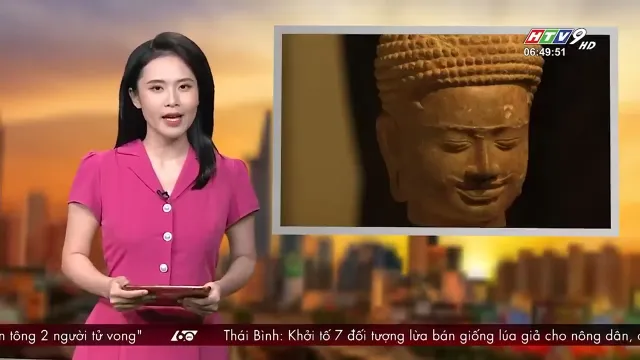 HTV9 HD
06:49:51
n tông 2 người tử vong" 60 Thái Bình: Khởi tố 7 đối tượng lừa bán giống lúa giả cho nông dân,